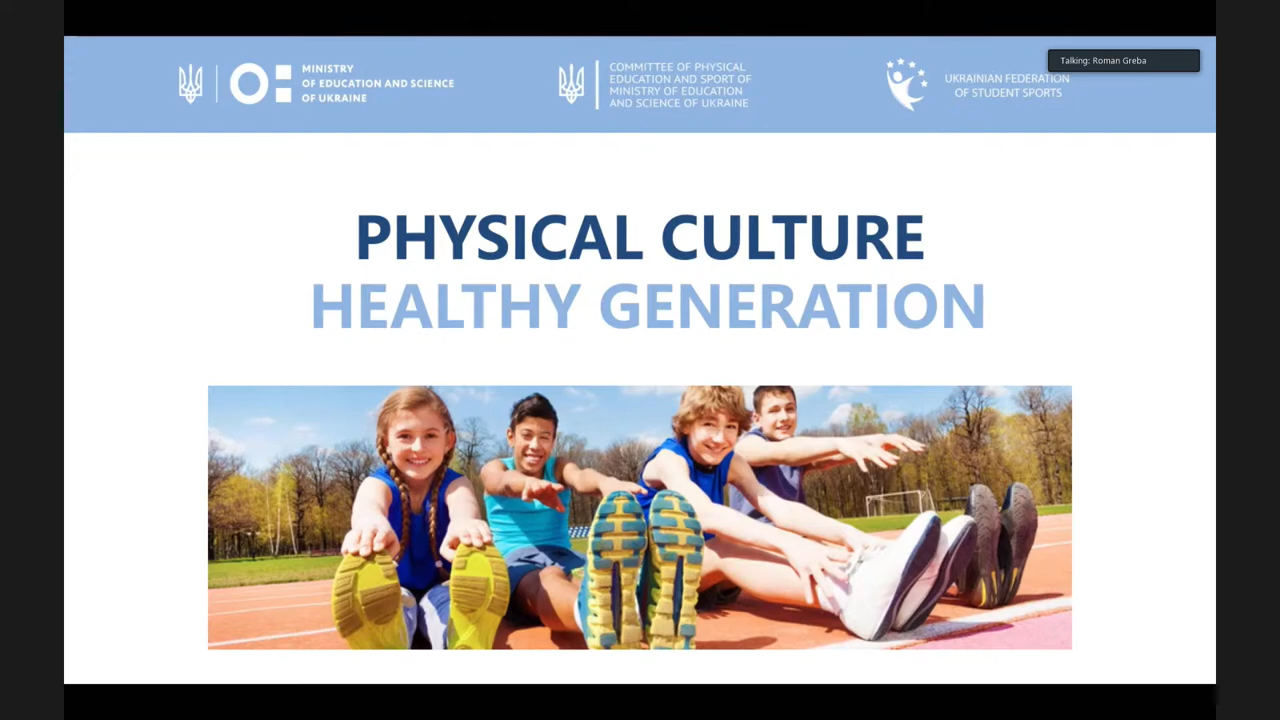 MINISTRY
OF EDUCATION AND SCIENCE
OF UKRAINE
COMMITTEE OF PHYSICAL
EDUCATION AND SPORT OF
MINISTRY OF EDUCATION
AND SCIENCE OF UKRAINE
UKRAINIAN FEDERATION
OF STUDENT SPORTS
Talking: Roman Greba
PHYSICAL CULTURE
HEALTHY GENERATION